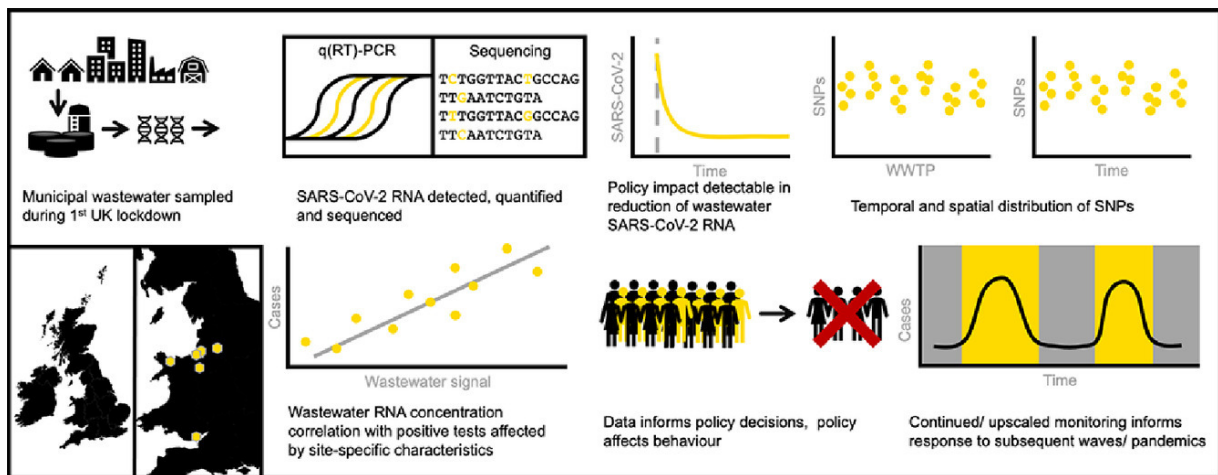 q(RT)-PCR
Sequencing
TCTGGTTACTGCCAG
TTGAATCTGTA
TTTGGTTACGGCCAG
TTCAATCTGTA
Municipal wastewater sampled
during 1st UK lockdown
SARS-CoV-2 RNA detected, quantified
and sequenced
SARS-CoV-2
Time
Policy impact detectable in
reduction of wastewater
SARS-CoV-2 RNA
SNPs
WWTP
SNPs
Time
Temporal and spatial distribution of SNPs
Cases
Wastewater signal
Wastewater RNA concentration
correlation with positive tests affected
by site-specific characteristics
Data informs policy decisions, policy
affects behaviour
Cases
Time
Continued/ upscaled monitoring informs
response to subsequent waves/ pandemics